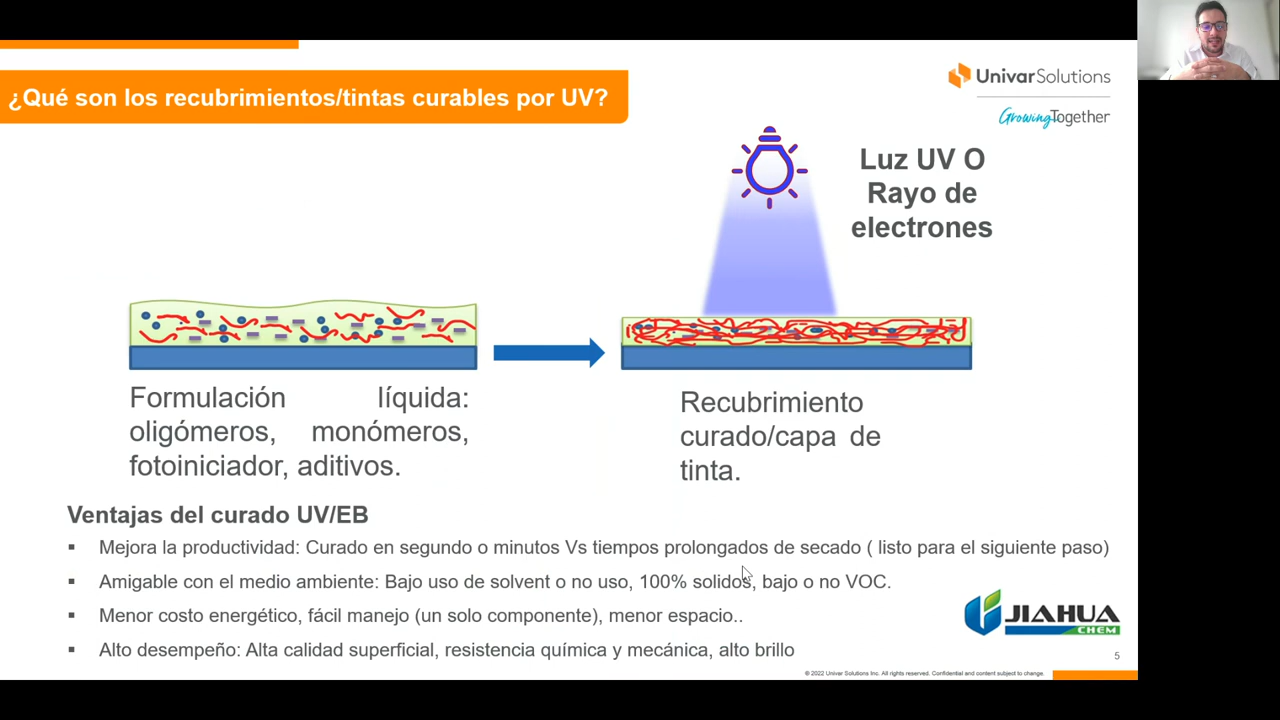 ¿Qué son los recubrimientos/tintas curables por UV?
UnivarSolutions
GrowingTogether
Luz UV O
Rayo de
electrones
Formulación líquida:
oligómeros, monómeros,
fotoiniciador, aditivos.
Recubrimiento
curado/capa de
tinta.
Ventajas del curado UV/EB
▪ Mejora la productividad: Curado en segundo o minutos Vs tiempos prolongados de secado ( listo para el siguiente paso)
▪ Amigable con el medio ambiente: Bajo uso de solvent o no uso, 100% solidos, bajo o no VOC.
▪ Menor costo energético, fácil manejo (un solo componente), menor espacio..
▪ Alto desempeño: Alta calidad superficial, resistencia química y mecánica, alto brillo
JIAHUA
CHEM
5
© 2022 Univar Solutions Inc. All rights reserved. Confidential and content subject to change.